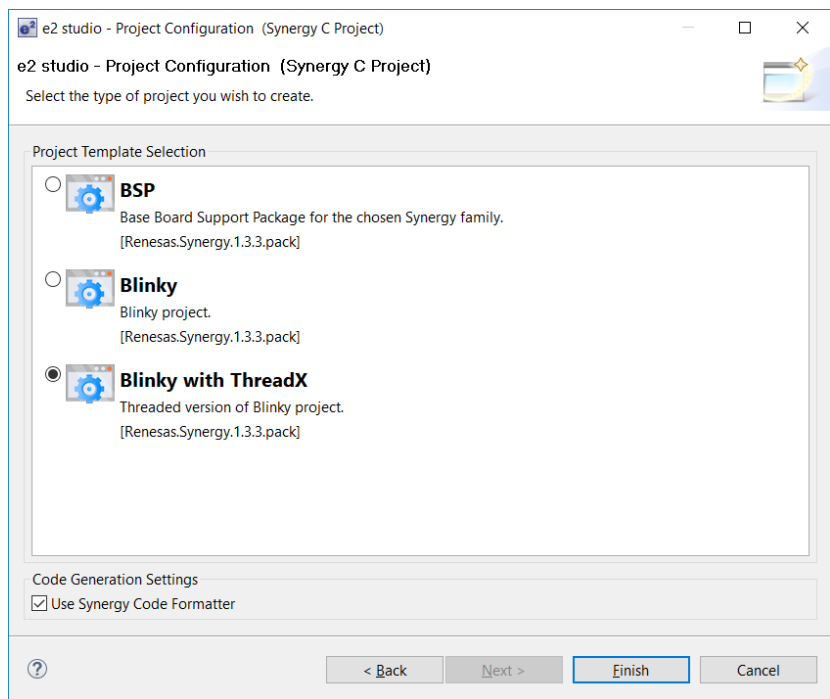 e² e2 studio - Project Configuration (Synergy C Project)
e2 studio - Project Configuration (Synergy C Project)
Select the type of project you wish to create.
Project Template Selection
BSP
Base Board Support Package for the chosen Synergy family.
[Renesas.Synergy.1.3.3.pack]
Blinky
Blinky project.
[Renesas.Synergy.1.3.3.pack]
Blinky with ThreadX
Threaded version of Blinky project.
[Renesas.Synergy.1.3.3.pack]
Code Generation Settings
Use Synergy Code Formatter
? < Back Next > Finish Cancel